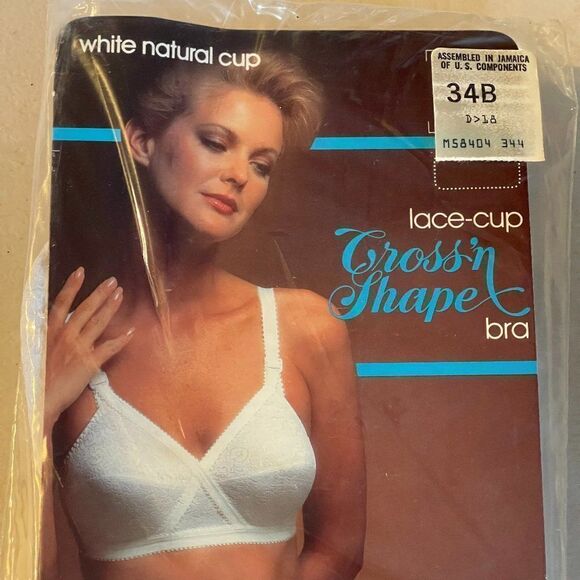 white natural cup
ASSEMBLED IN JAMAICA
OF U.S. COMPONENTS
34B
D>18
M58404 344
lace-cup
Cross'n
Shape
bra